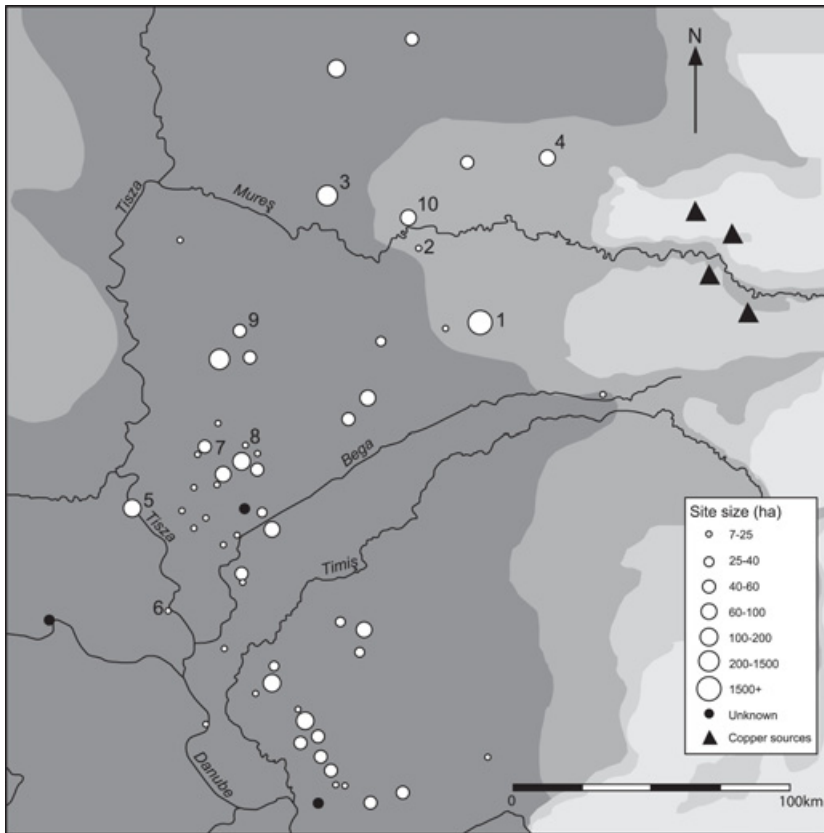 N
4
3
Tisza
Mureș
10
2
9
1
7
8
Bega
5
Tisza
Timiș
6
Danube
Site size (ha)
7-25
25-40
40-60
60-100
100-200
200-1500
1500+
Unknown
Copper sources
0
100km